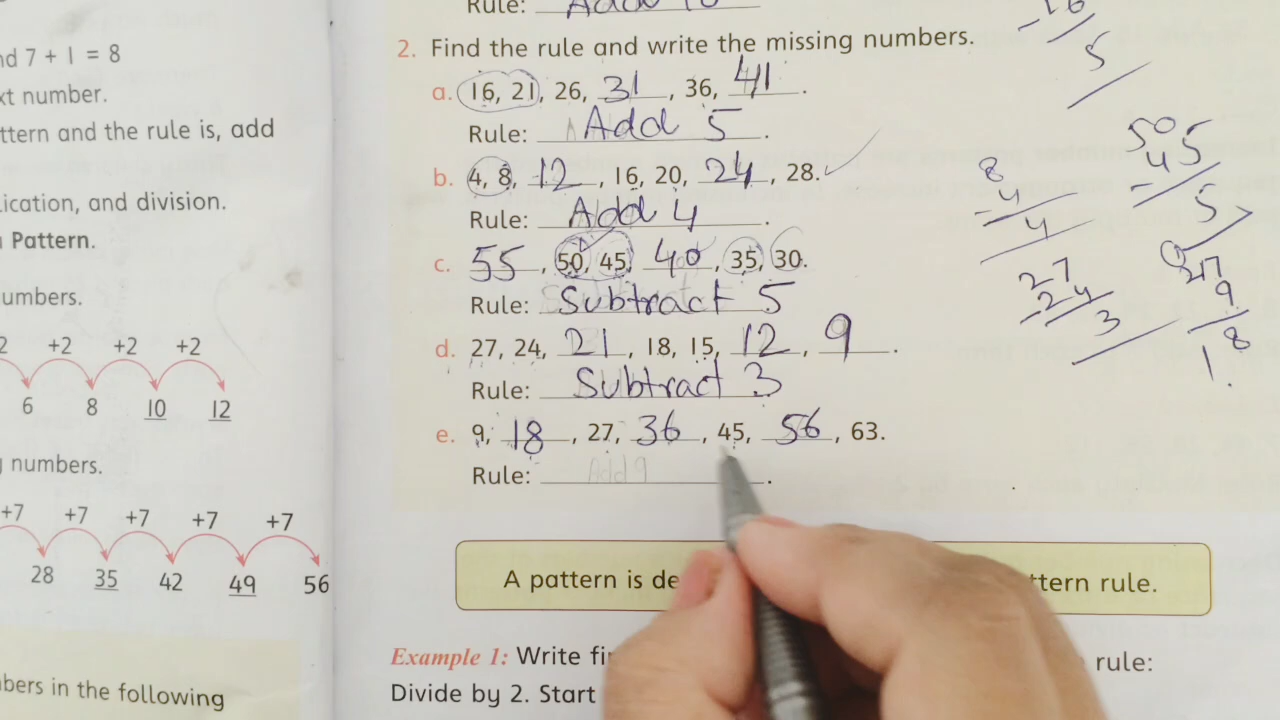 nd 7 + 1 = 8
xt number.
ttern and the rule is, add
lication, and division.
Pattern.
umbers.
2 +2 +2 +2
6 8 10 12
numbers.
+7 +7 +7 +7 +7
28 35 42 49 56
bers in the following
Rule: Add 10
2. Find the rule and write the missing numbers.
a. 16, 21, 26, 31, 36, 41.
Rule: Add 5.
b. 4, 8, 12, 16, 20, 24, 28.
Rule: Add 4.
c. 55, 50, 45, 40, 35, 30.
Rule: Subtract 5.
d. 27, 24, 21, 18, 15, 12, 9.
Rule: Subtract 3.
e. 9, 18, 27, 36, 45, 56, 63.
Rule: Add 9.
A pattern is de ttern rule.
Example 1: Write fi rule:
Divide by 2. Start
16
5
8
- 4
4
27
-24
3